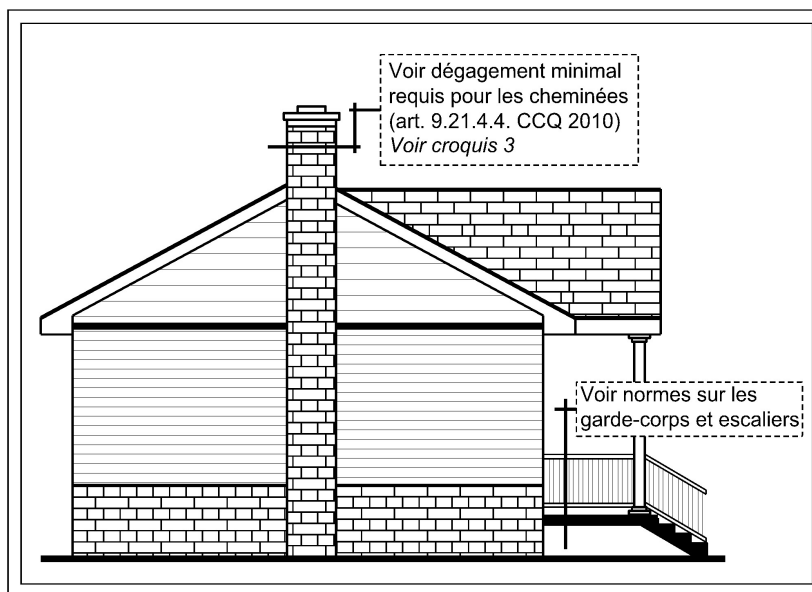 Voir dégagement minimal
requis pour les cheminées
(art. 9.21.4.4. CCQ 2010)
Voir croquis 3
Voir normes sur les
garde-corps et escaliers